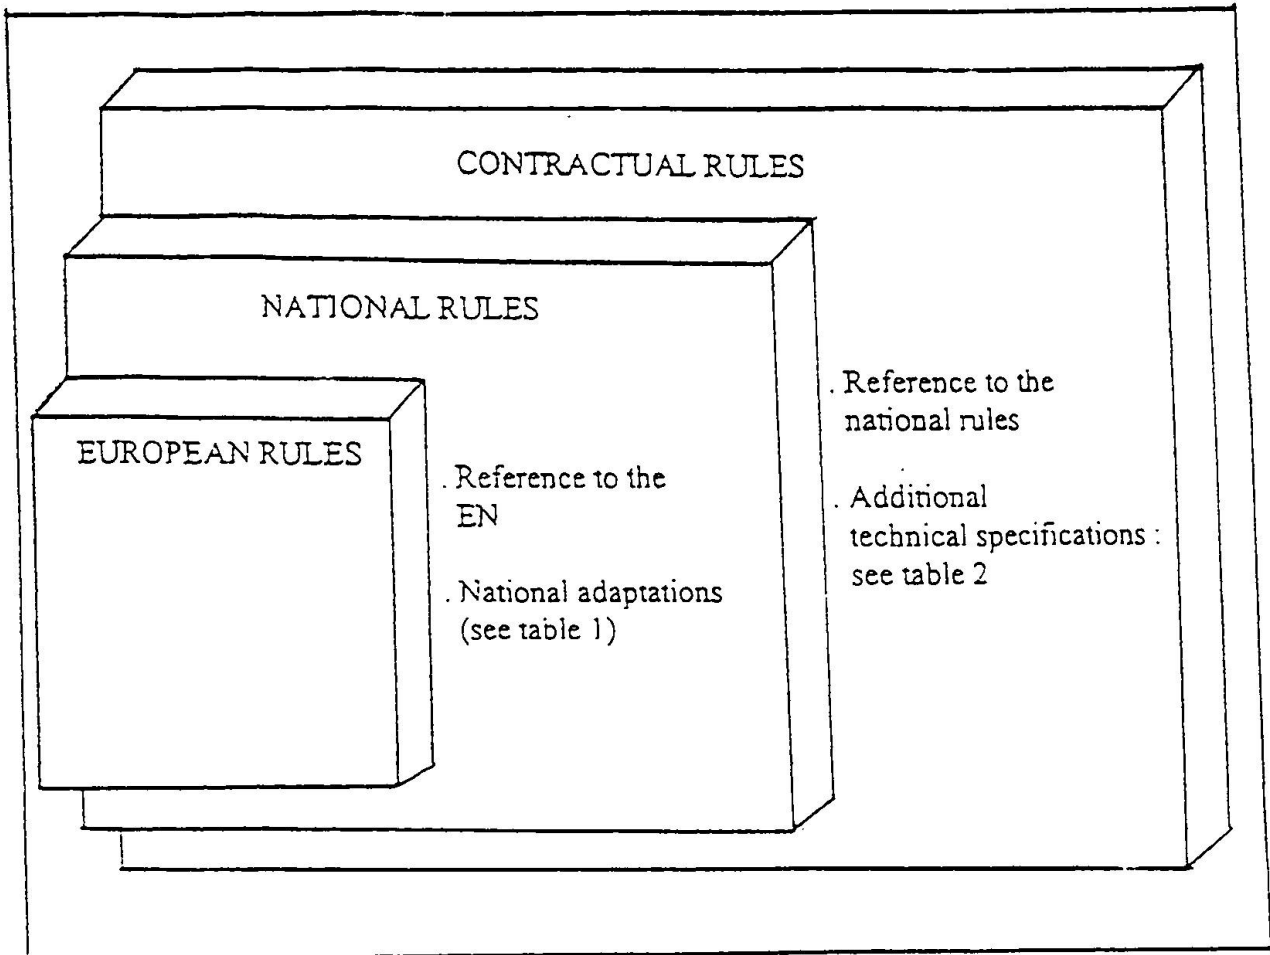 CONTRACTUAL RULES
NATIONAL RULES
EUROPEAN RULES
. Reference to the
EN
. National adaptations
(see table 1)
. Reference to the
national rules
. Additional
technical specifications :
see table 2